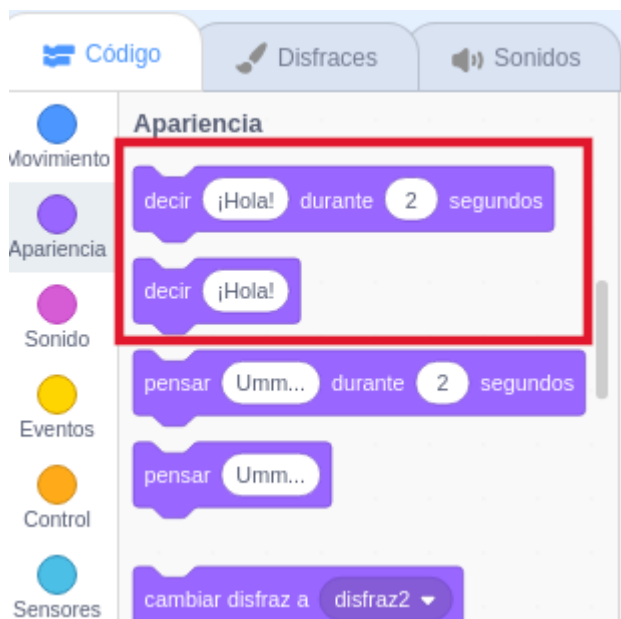 Código
Disfraces
Sonidos
Movimiento
Apariencia
Sonido
Eventos
Control
Sensores
Apariencia
decir ¡Hola! durante 2 segundos
decir ¡Hola!
pensar Umm... durante 2 segundos
pensar Umm...
cambiar disfraz a disfraz2